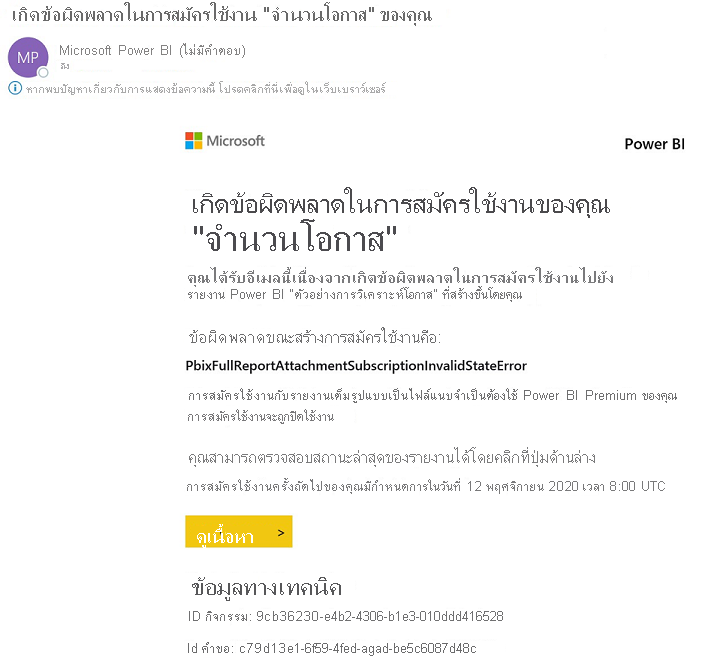 เกิดข้อผิดพลาดในการสมัครใช้งาน "จำนวนโอกาส" ของคุณ
MP
Microsoft Power BI (ไม่มีคำตอบ)
ถึง
หากพบปัญหาเกี่ยวกับการแสดงข้อความนี้ โปรดคลิกที่นี่เพื่อดูในเว็บเบราว์เซอร์
Microsoft
Power BI
เกิดข้อผิดพลาดในการสมัครใช้งานของคุณ
"จำนวนโอกาส"
คุณได้รับอีเมลนี้เนื่องจากเกิดข้อผิดพลาดในการสมัครใช้งานไปยัง
รายงาน Power BI "ตัวอย่างการวิเคราะห์โอกาส" ที่สร้างขึ้นโดยคุณ
ข้อผิดพลาดขณะสร้างการสมัครใช้งานคือ:
PbixFullReportAttachmentSubscriptionInvalidStateError
การสมัครใช้งานกับรายงานเต็มรูปแบบเป็นไฟล์แนบจำเป็นต้องใช้ Power BI Premium ของคุณ
การสมัครใช้งานจะถูกปิดใช้งาน
คุณสามารถตรวจสอบสถานะล่าสุดของรายงานได้โดยคลิกที่ปุ่มด้านล่าง
การสมัครใช้งานครั้งถัดไปของคุณมีกำหนดการในวันที่ 12 พฤศจิกายน 2020 เวลา 8:00 UTC
ดูเนื้อหา >
ข้อมูลทางเทคนิค
ID กิจกรรม: 9cb36230-e4b2-4306-b1e3-010ddd416528
Id คำขอ: c79d13e1-6f59-4fed-agad-be5c6087d48c